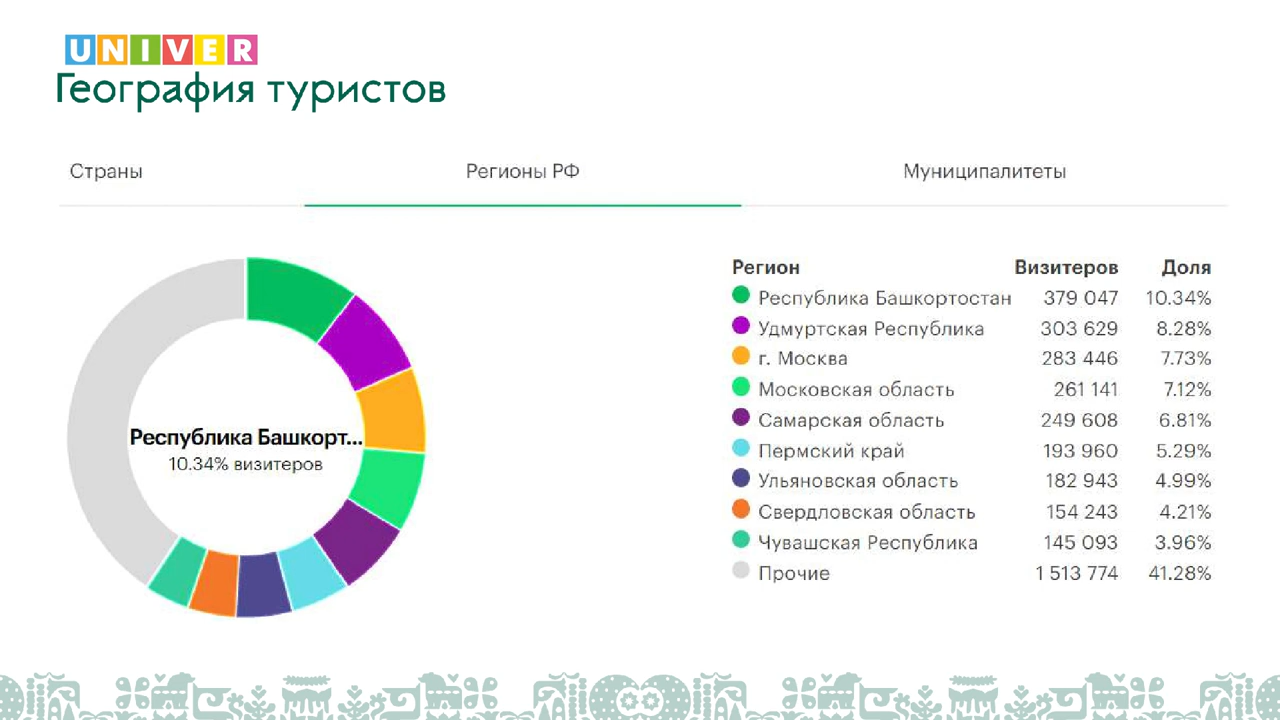 UNIVER
География туристов
Страны Регионы РФ Муниципалитеты
Республика Башкорт...
10.34% визитеров
Регион Визитеров Доля
Республика Башкортостан 379 047 10.34%
Удмуртская Республика 303 629 8.28%
г. Москва 283 446 7.73%
Московская область 261 141 7.12%
Самарская область 249 608 6.81%
Пермский край 193 960 5.29%
Ульяновская область 182 943 4.99%
Свердловская область 154 243 4.21%
Чувашская Республика 145 093 3.96%
Прочие 1 513 774 41.28%